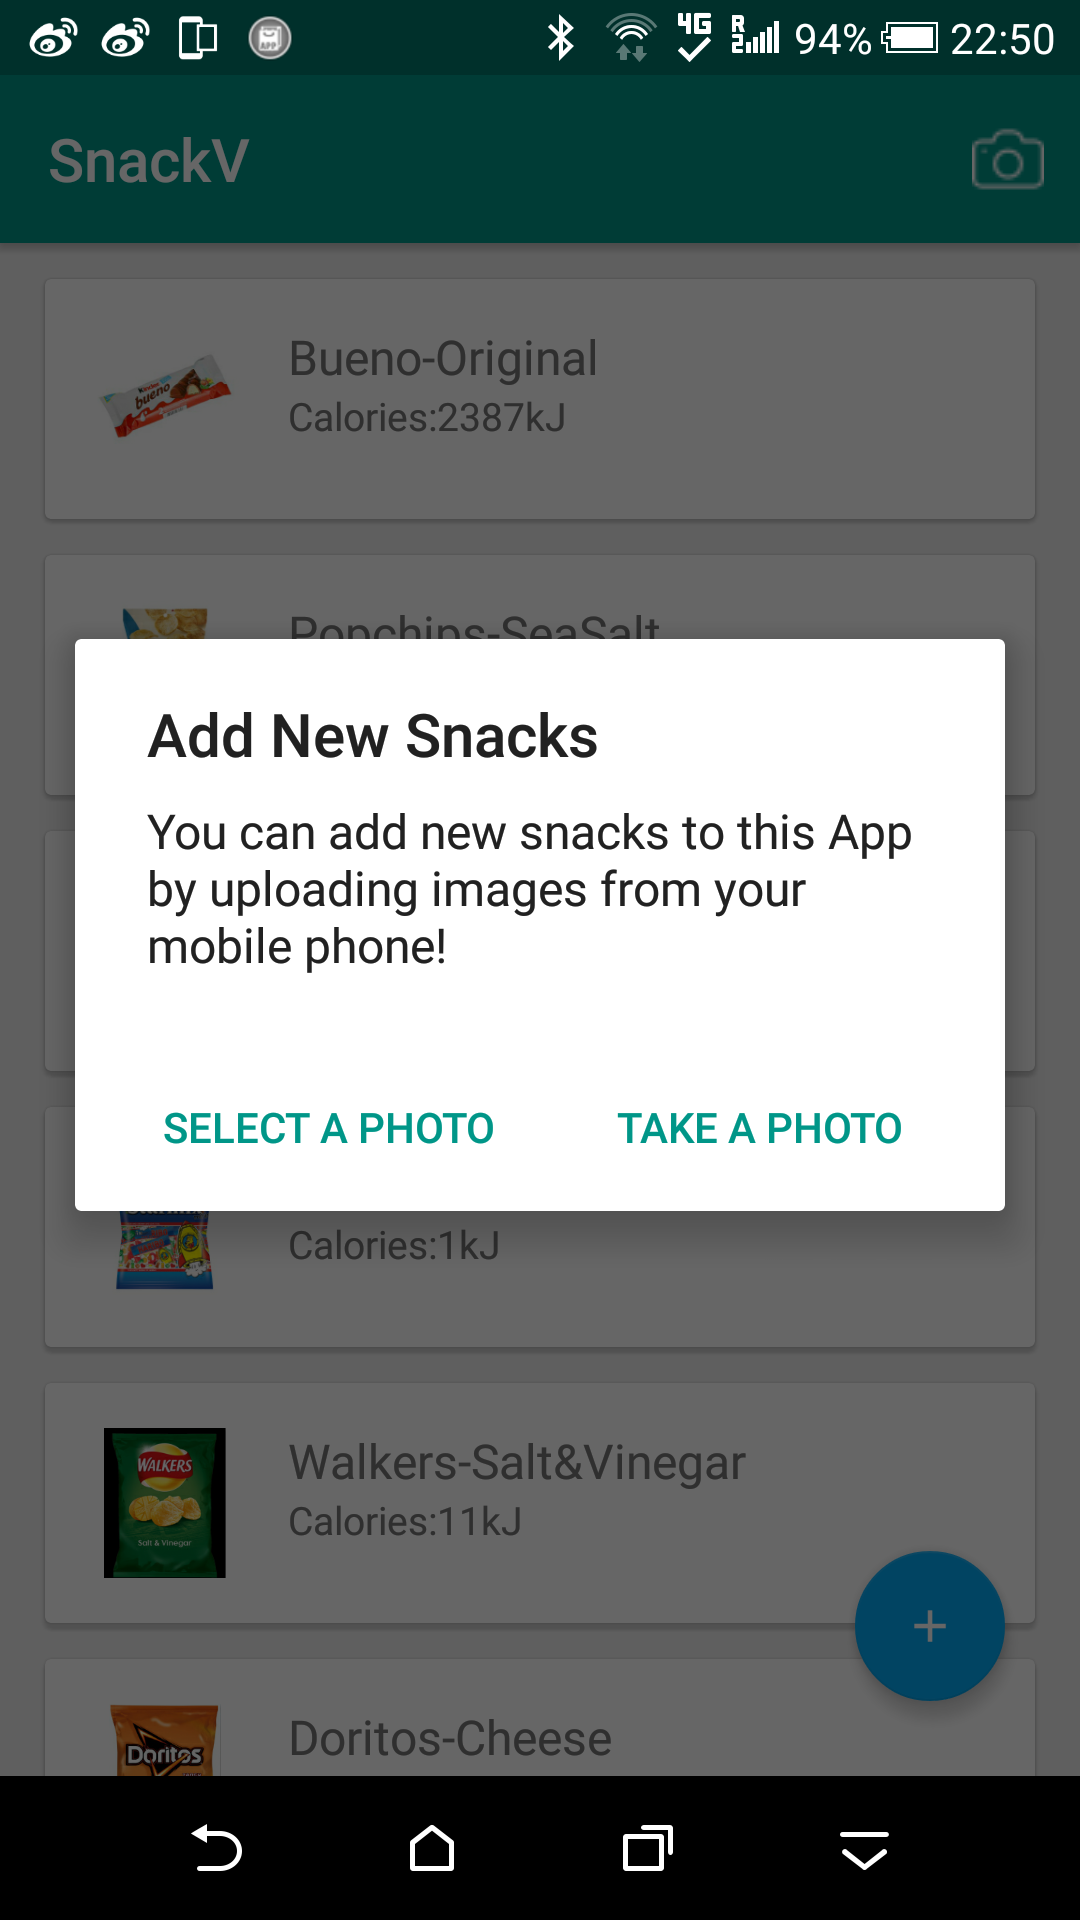 4G
R
2
94%
22:50
SnackV
Bueno-Original
Calories:2387kJ
Popchips-SeaSalt
Add New Snacks
You can add new snacks to this App
by uploading images from your
mobile phone!
SELECT A PHOTO
TAKE A PHOTO
Calories:1kJ
WALKERS
Salt & Vinegar
Walkers-Salt&Vinegar
Calories:11kJ
+
Doritos
Doritos-Cheese